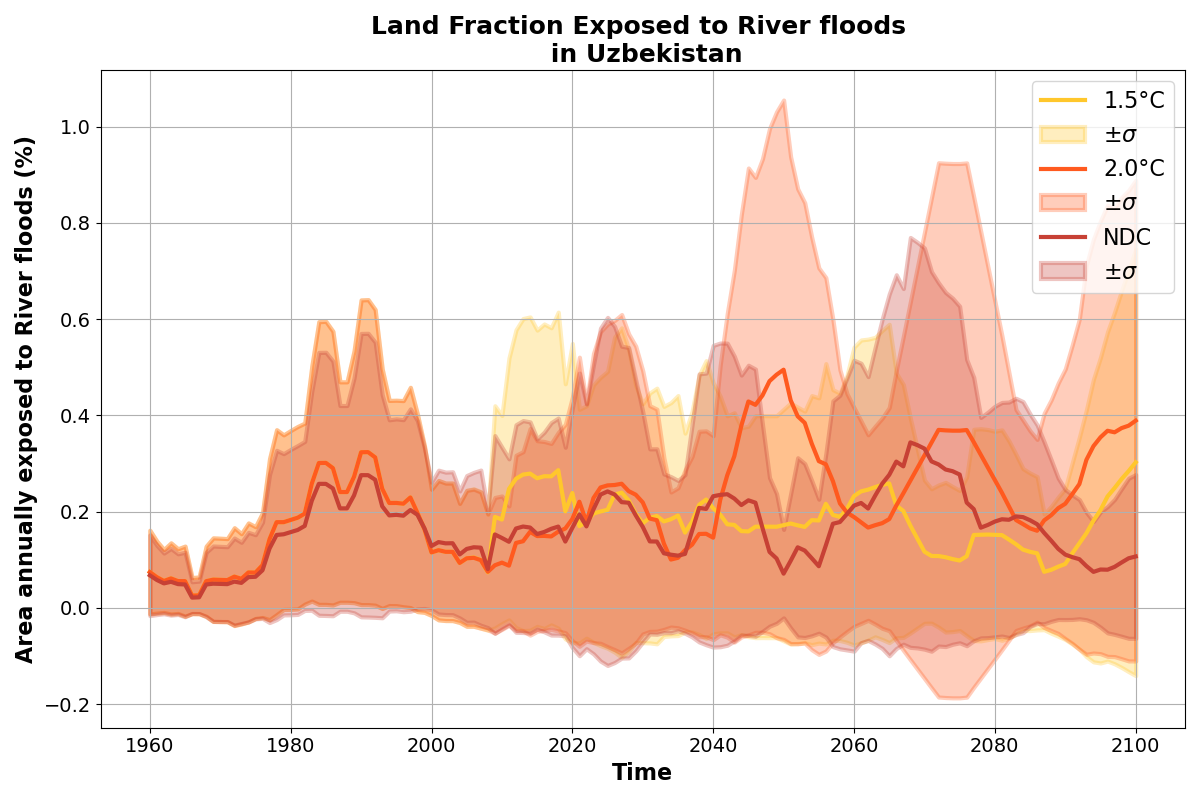 Land Fraction Exposed to River floods
in Uzbekistan
Area annually exposed to River floods (%)
1.0
0.8
0.6
0.4
0.2
0.0
−0.2
1.5°C
±σ
2.0°C
±σ
NDC
±σ
1960 1980 2000 2020 2040 2060 2080 2100
Time